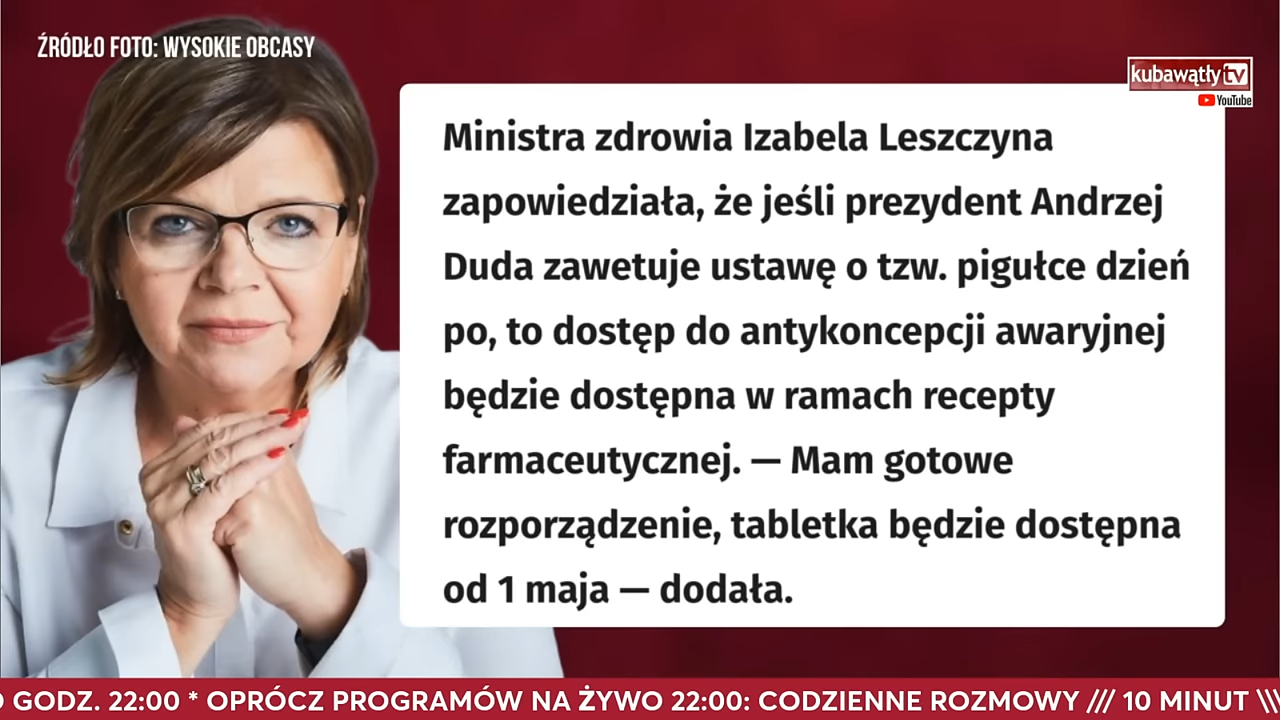 ŹRÓDŁO FOTO: WYSOKIE OBCASY
kubawątły tv
YouTube
Ministra zdrowia Izabela Leszczyna
zapowiedziała, że jeśli prezydent Andrzej
Duda zawetuje ustawę o tzw. pigułce dzień
po, to dostęp do antykoncepcji awaryjnej
będzie dostępna w ramach recepty
farmaceutycznej. — Mam gotowe
rozporządzenie, tabletka będzie dostępna
od 1 maja — dodała.
GODZ. 22:00 * OPRÓCZ PROGRAMÓW NA ŻYWO 22:00: CODZIENNE ROZMOWY /// 10 MINUT \\\